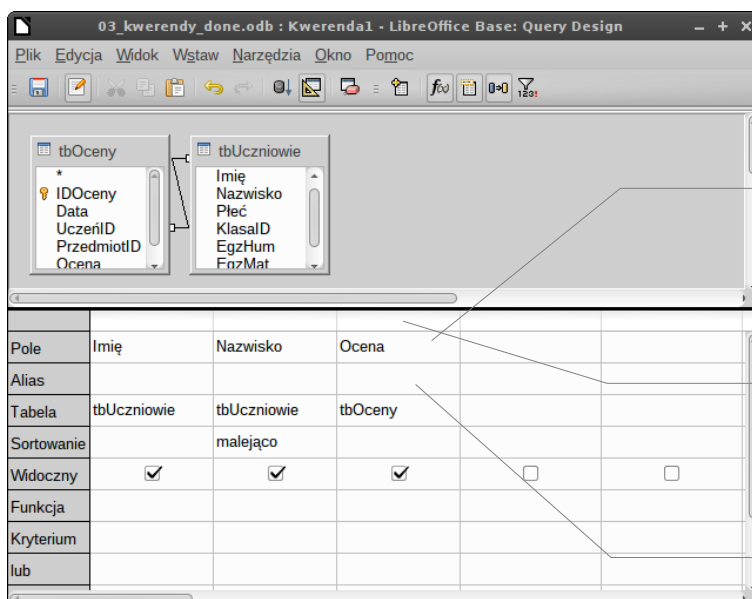 03_kwerendy_done.odb : Kwerenda1 - LibreOffice Base: Query Design
Plik Edycja Widok Wstaw Narzędzia Okno Pomoc
f(x) 123!
tbOceny
*
IDOceny
Data
UczeńID
PrzedmiotID
Ocena
tbUczniowie
Imię
Nazwisko
Płeć
KlasaID
EgzHum
EgzMat
Pole Imię Nazwisko Ocena
Alias
Tabela tbUczniowie tbUczniowie tbOceny
Sortowanie malejąco
Widoczny
Funkcja
Kryterium
lub